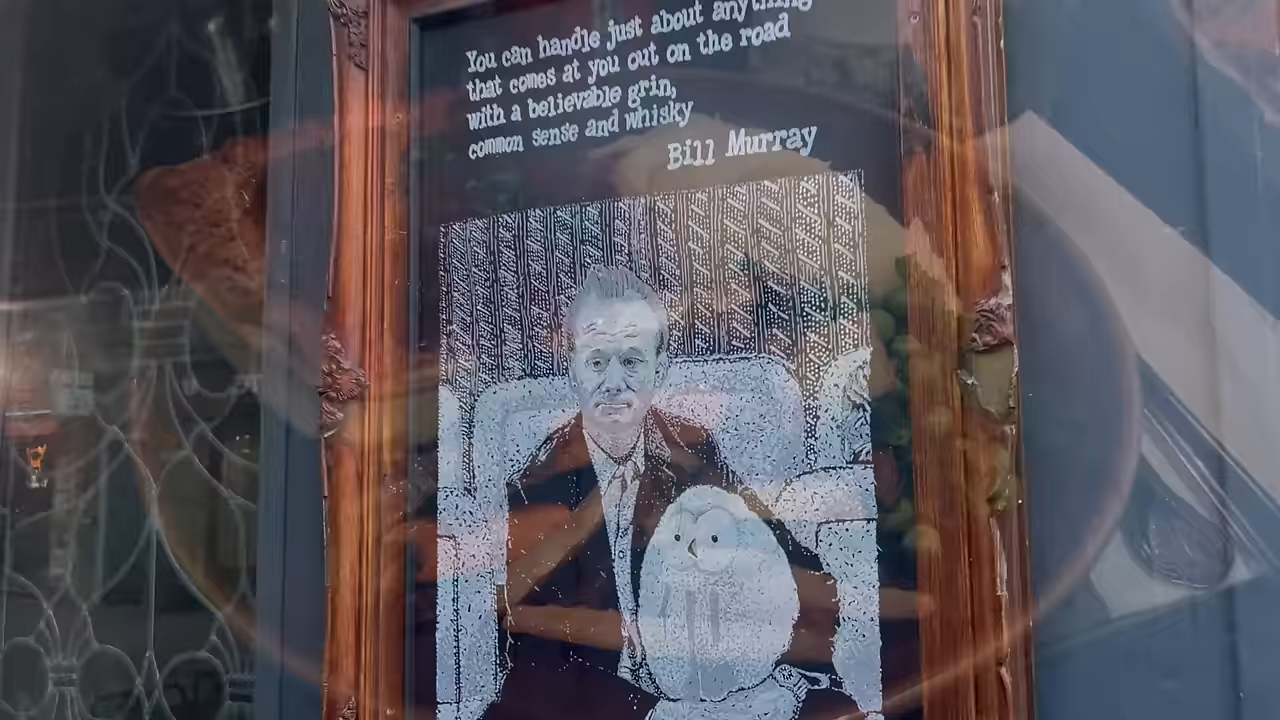 You can handle just about anything
that comes at you out on the road
with a believable grin,
common sense and whisky
Bill Murray